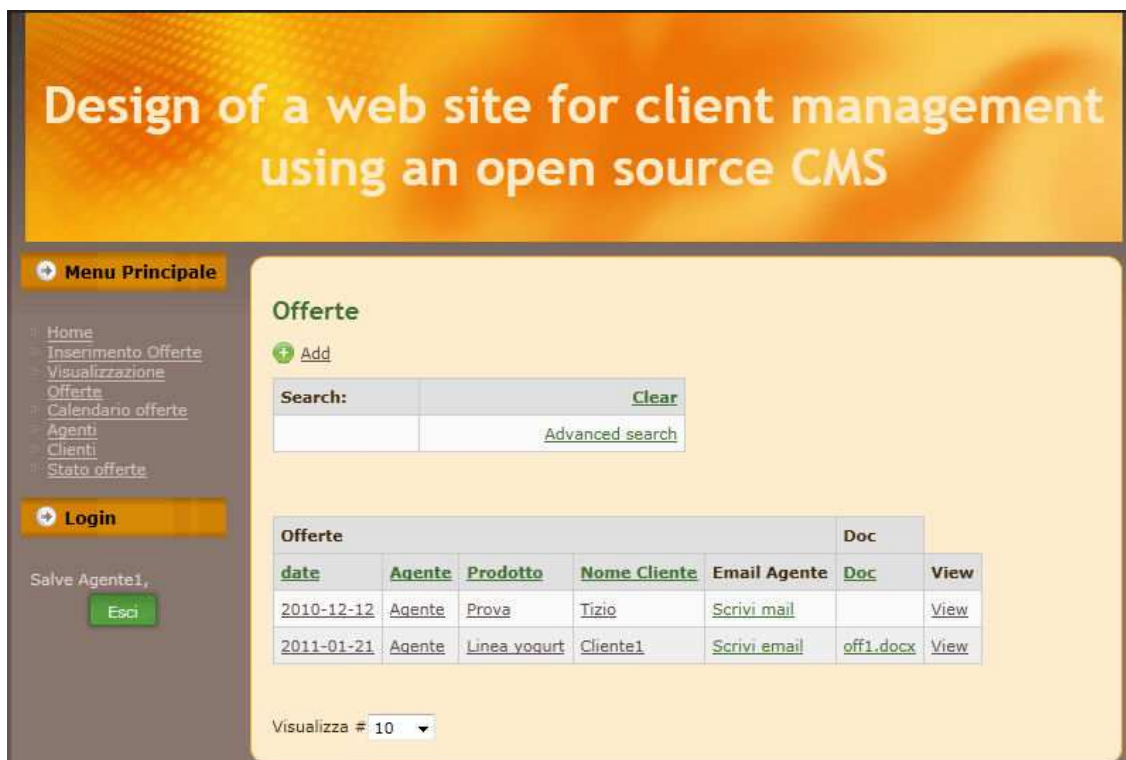 Design of a web site for client management
using an open source CMS
Menu Principale
Home
Inserimento Offerte
Visualizzazione
Offerte
Calendario offerte
Agenti
Clienti
Stato offerte
Login
Salve Agente1,
Esci
Offerte
Add
Search: Clear
Advanced search
Offerte Doc
date Agente Prodotto Nome Cliente Email Agente Doc View
2010-12-12 Agente Prova Tizio Scrivi mail View
2011-01-21 Agente Linea yogurt Cliente1 Scrivi email off1.docx View
Visualizza # 10